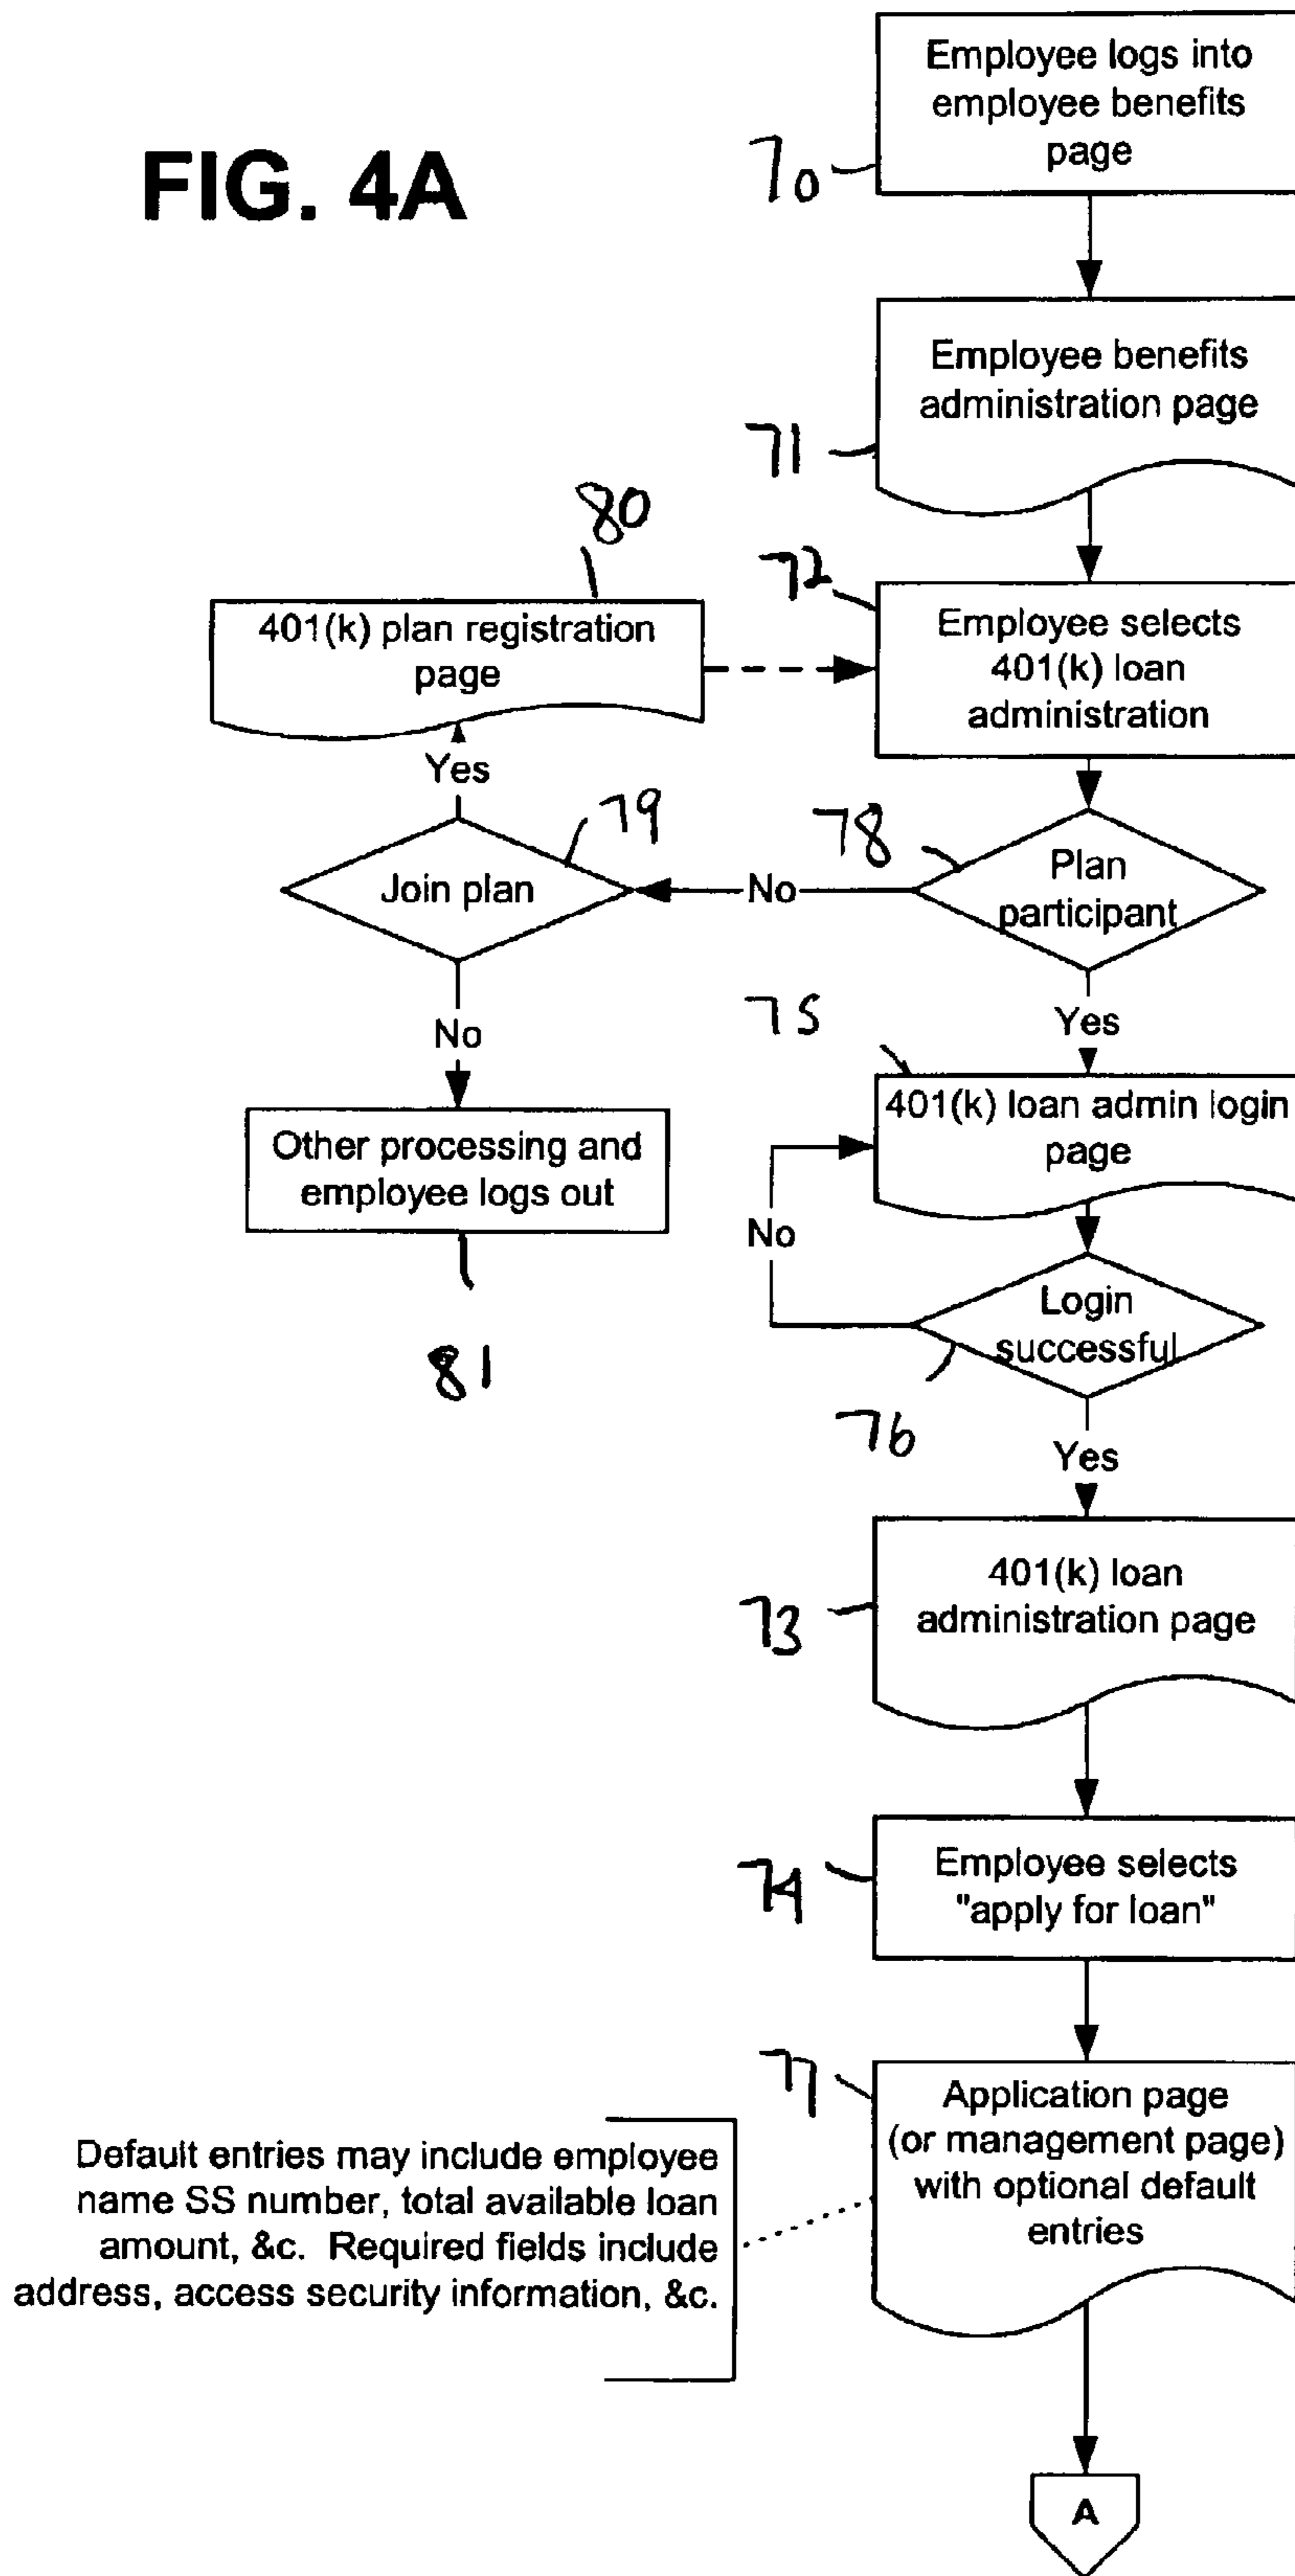 FIG. 4A
Employee logs into
employee benefits
page
70
Employee benefits
administration page
71
80
72
401(k) plan registration
page
Employee selects
401(k) loan
administration
Yes
79
78
Join plan
No
Plan
participant
75
No
Yes
Other processing and
employee logs out
401(k) loan admin login
page
No
81
Login
successful
76
Yes
73
401(k) loan
administration page
74
Employee selects
"apply for loan"
77
Application page
(or management page)
with optional default
entries
Default entries may include employee
name SS number, total available loan
amount, &c. Required fields include
address, access security information, &c.
A